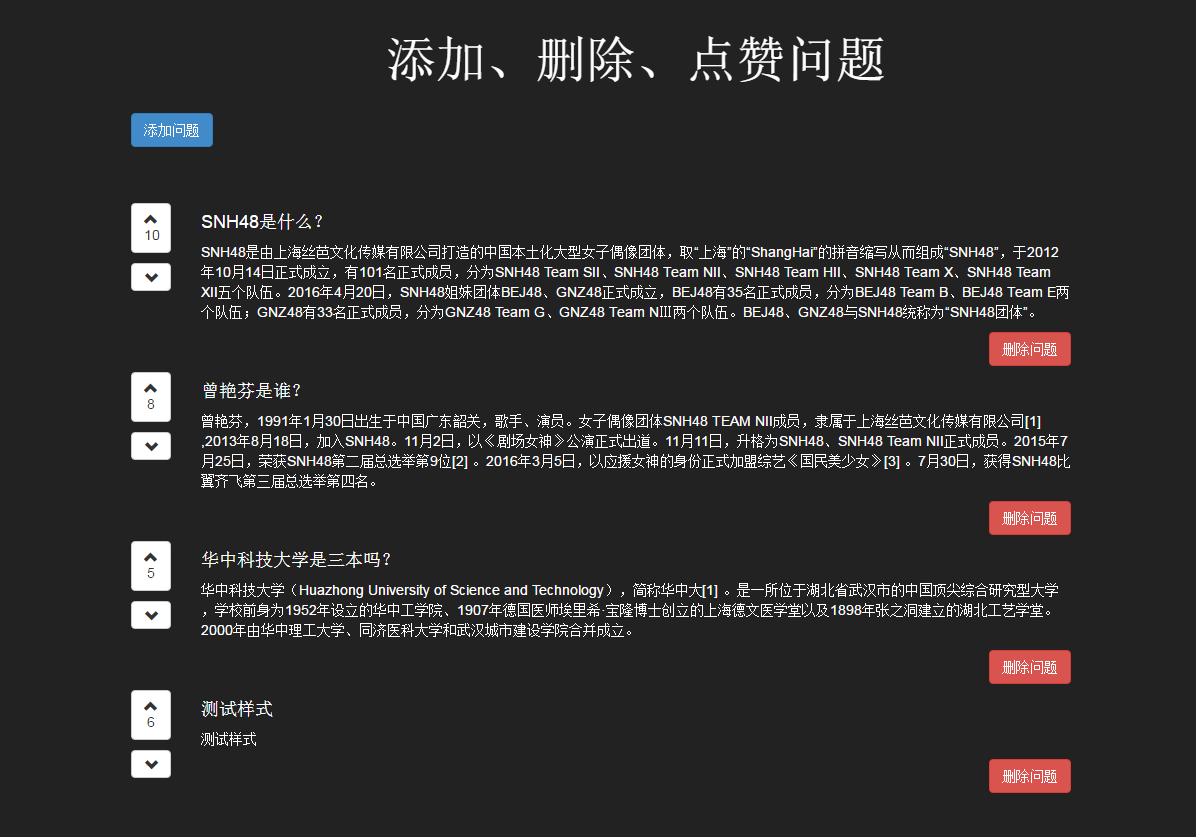 添加、删除、点赞问题
添加问题
10
SNH48是什么？
SNH48是由上海丝芭文化传媒有限公司打造的中国本土化大型女子偶像团体，取“上海”的“ShangHai”的拼音缩写从而组成“SNH48”，于2012
年10月14日正式成立，有101名正式成员，分为SNH48 Team SII、SNH48 Team NII、SNH48 Team HII、SNH48 Team X、SNH48 Team
XII五个队伍。2016年4月20日，SNH48姐妹团体BEJ48、GNZ48正式成立，BEJ48有35名正式成员，分为BEJ48 Team B、BEJ48 Team E两
个队伍；GNZ48有33名正式成员，分为GNZ48 Team G、GNZ48 Team NⅢ两个队伍。BEJ48、GNZ48与SNH48统称为“SNH48团体”。
删除问题
8
曾艳芬是谁？
曾艳芬，1991年1月30日出生于中国广东韶关，歌手、演员。女子偶像团体SNH48 TEAM NII成员，隶属于上海丝芭文化传媒有限公司[1]
,2013年8月18日，加入SNH48。11月2日，以《剧场女神》公演正式出道。11月11日，升格为SNH48、SNH48 Team NII正式成员。2015年7
月25日，荣获SNH48第二届总选举第9位[2] 。2016年3月5日，以应援女神的身份正式加盟综艺《国民美少女》[3] 。7月30日，获得SNH48比
翼齐飞第三届总选举第四名。
删除问题
5
华中科技大学是三本吗？
华中科技大学（Huazhong University of Science and Technology），简称华中大[1] 。是一所位于湖北省武汉市的中国顶尖综合研究型大学
，学校前身为1952年设立的华中工学院、1907年德国医师埃里希·宝隆博士创立的上海德文医学堂以及1898年张之洞建立的湖北工艺学堂。
2000年由华中理工大学、同济医科大学和武汉城市建设学院合并成立。
删除问题
6
测试样式
测试样式
删除问题